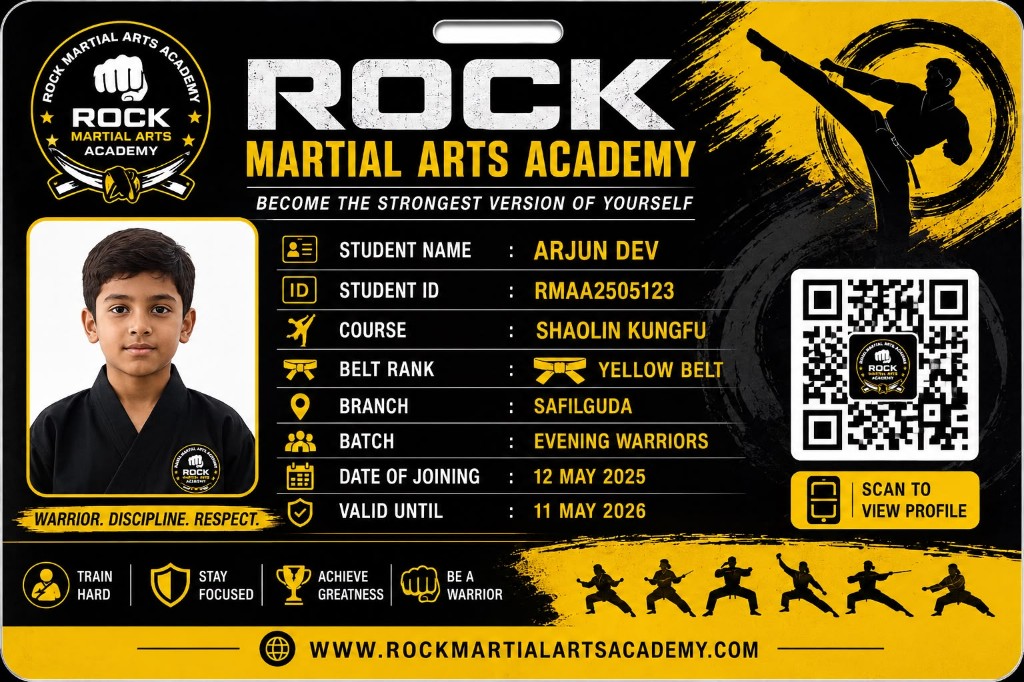 ROCK MARTIAL ARTS ACADEMY
ROCK
MARTIAL ARTS
ACADEMY
ROCK
MARTIAL ARTS ACADEMY
BECOME THE STRONGEST VERSION OF YOURSELF
STUDENT NAME : ARJUN DEV
STUDENT ID : RMAA2505123
COURSE : SHAOLIN KUNGFU
BELT RANK : YELLOW BELT
BRANCH : SAFILGUDA
BATCH : EVENING WARRIORS
DATE OF JOINING : 12 MAY 2025
VALID UNTIL : 11 MAY 2026
ID
ROCK
MARTIAL ARTS
ACADEMY
WARRIOR. DISCIPLINE. RESPECT.
ROCK
MARTIAL ARTS
ACADEMY
SCAN TO
VIEW PROFILE
TRAIN
HARD
STAY
FOCUSED
ACHIEVE
GREATNESS
BE A
WARRIOR
WWW.ROCKMARTIALARTSACADEMY.COM